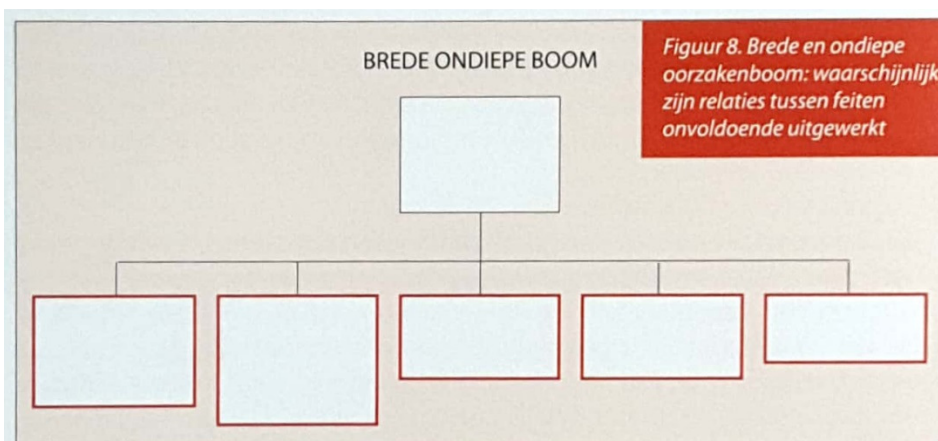 BREDE ONDIEPE BOOM
Figuur 8. Brede en ondiepe
oorzakenboom: waarschijnlijk
zijn relaties tussen feiten
onvoldoende uitgewerkt